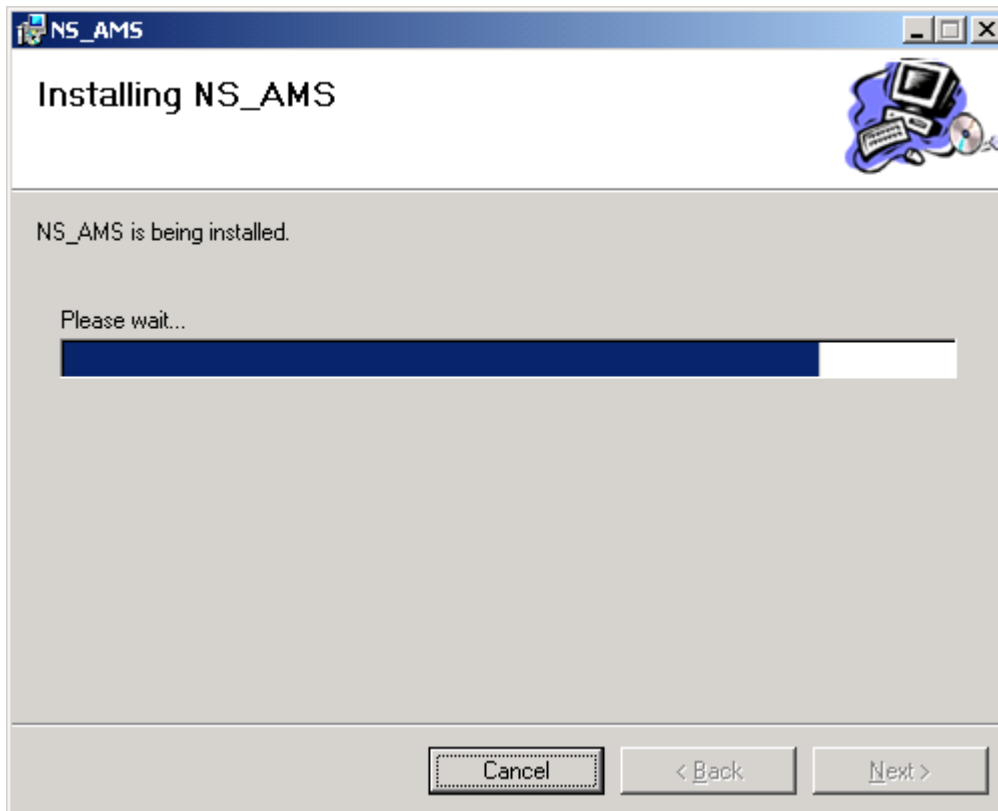 NS_AMS
Installing NS_AMS
NS_AMS is being installed.
Please wait...
Cancel
< Back
Next >